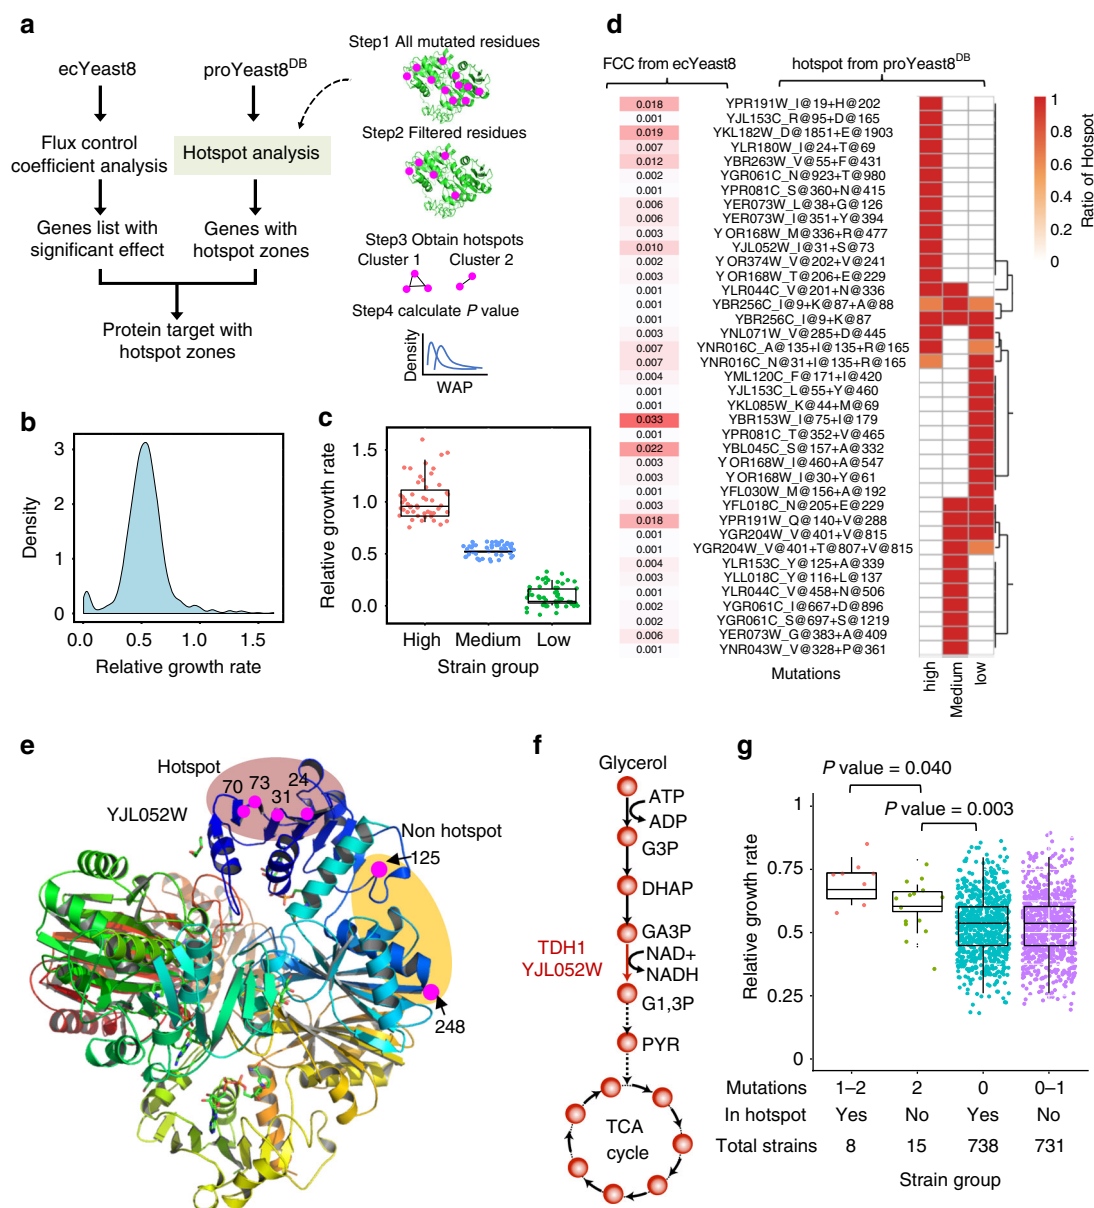 a
ecYeast8
proYeast8DB
Flux control
coefficient analysis
Hotspot analysis
Genes list with
significant effect
Genes with
hotspot zones
Protein target with
hotspot zones
Step1 All mutated residues
Step2 Filtered residues
Step3 Obtain hotspots
Cluster 1
Cluster 2
Step4 calculate P value
Density
WAP
b
Density
3
2
1
0
0.0
0.5
1.0
1.5
Relative growth rate
c
Relative growth rate
1.5
1.0
0.5
0.0
High
Medium
Low
Strain group
d
FCC from ecYeast8
hotspot from proYeast8DB
0.018 YPR191W_I@19+H@202
0.001 YJL153C_R@95+D@165
0.019 YKL182W_D@1851+E@1903
0.007 YLR180W_I@24+T@69
0.012 YBR263W_V@55+F@431
0.002 YGR061C_N@923+T@980
0.001 YPR081C_S@360+N@415
0.006 YER073W_L@38+G@126
0.006 YER073W_I@351+Y@394
0.003 Y OR168W_M@336+R@477
0.010 YJL052W_I@31+S@73
0.002 Y OR374W_V@202+V@241
0.003 Y OR168W_T@206+E@229
0.001 YLR044C_V@201+N@336
0.001 YBR256C_I@9+K@87+A@88
0.001 YBR256C_I@9+K@87
0.003 YNL071W_V@285+D@445
0.007 YNR016C_A@135+I@135+R@165
0.007 YNR016C_N@31+I@135+R@165
0.004 YML120C_F@171+I@420
0.001 YJL153C_L@55+Y@460
0.001 YKL085W_K@44+M@69
0.033 YBR153W_I@75+I@179
0.001 YPR081C_T@352+V@465
0.022 YBL045C_S@157+A@332
0.003 Y OR168W_I@460+A@547
0.003 Y OR168W_I@30+Y@61
0.001 YFL030W_M@156+A@192
0.003 YFL018C_N@205+E@229
0.018 YPR191W_Q@140+V@288
0.001 YGR204W_V@401+V@815
0.001 YGR204W_V@401+T@807+V@815
0.004 YLR153C_Y@125+A@339
0.003 YLL018C_Y@116+L@137
0.001 YLR044C_V@458+N@506
0.002 YGR061C_I@667+D@896
0.002 YGR061C_S@697+S@1219
0.006 YER073W_G@383+A@409
0.001 YNR043W_V@328+P@361
Mutations
high
Medium
low
1
0.8
0.6
0.4
0.2
0
Ratio of Hotspot
e
Hotspot
YJL052W
70
73
31
24
Non hotspot
125
248
f
Glycerol
ATP
ADP
G3P
DHAP
GA3P
TDH1
YJL052W
NAD+
NADH
G1,3P
PYR
TCA
cycle
g
P value = 0.040
P value = 0.003
Relative growth rate
1
0.75
0.5
0.25
0
Mutations 1–2 2 0 0–1
In hotspot Yes No Yes No
Total strains 8 15 738 731
Strain group